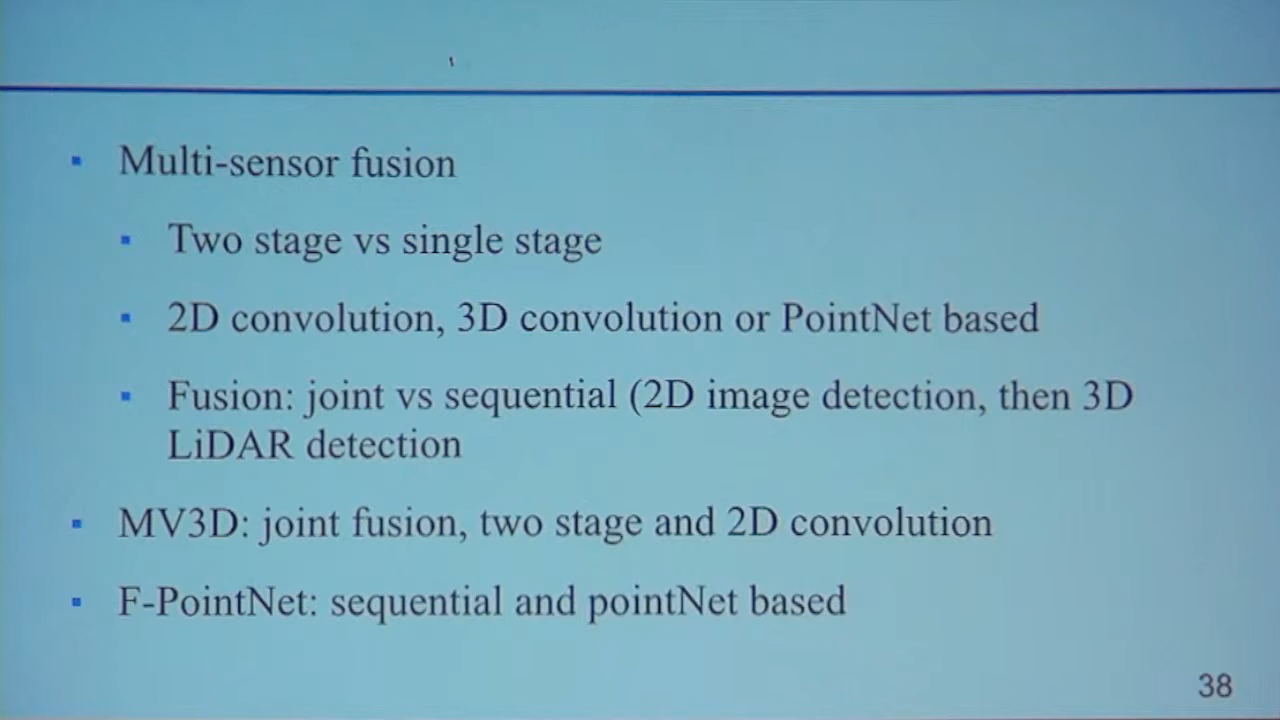 Multi-sensor fusion
Two stage vs single stage
2D convolution, 3D convolution or PointNet based
Fusion: joint vs sequential (2D image detection, then 3D
LiDAR detection
MV3D: joint fusion, two stage and 2D convolution
F-PointNet: sequential and pointNet based
38